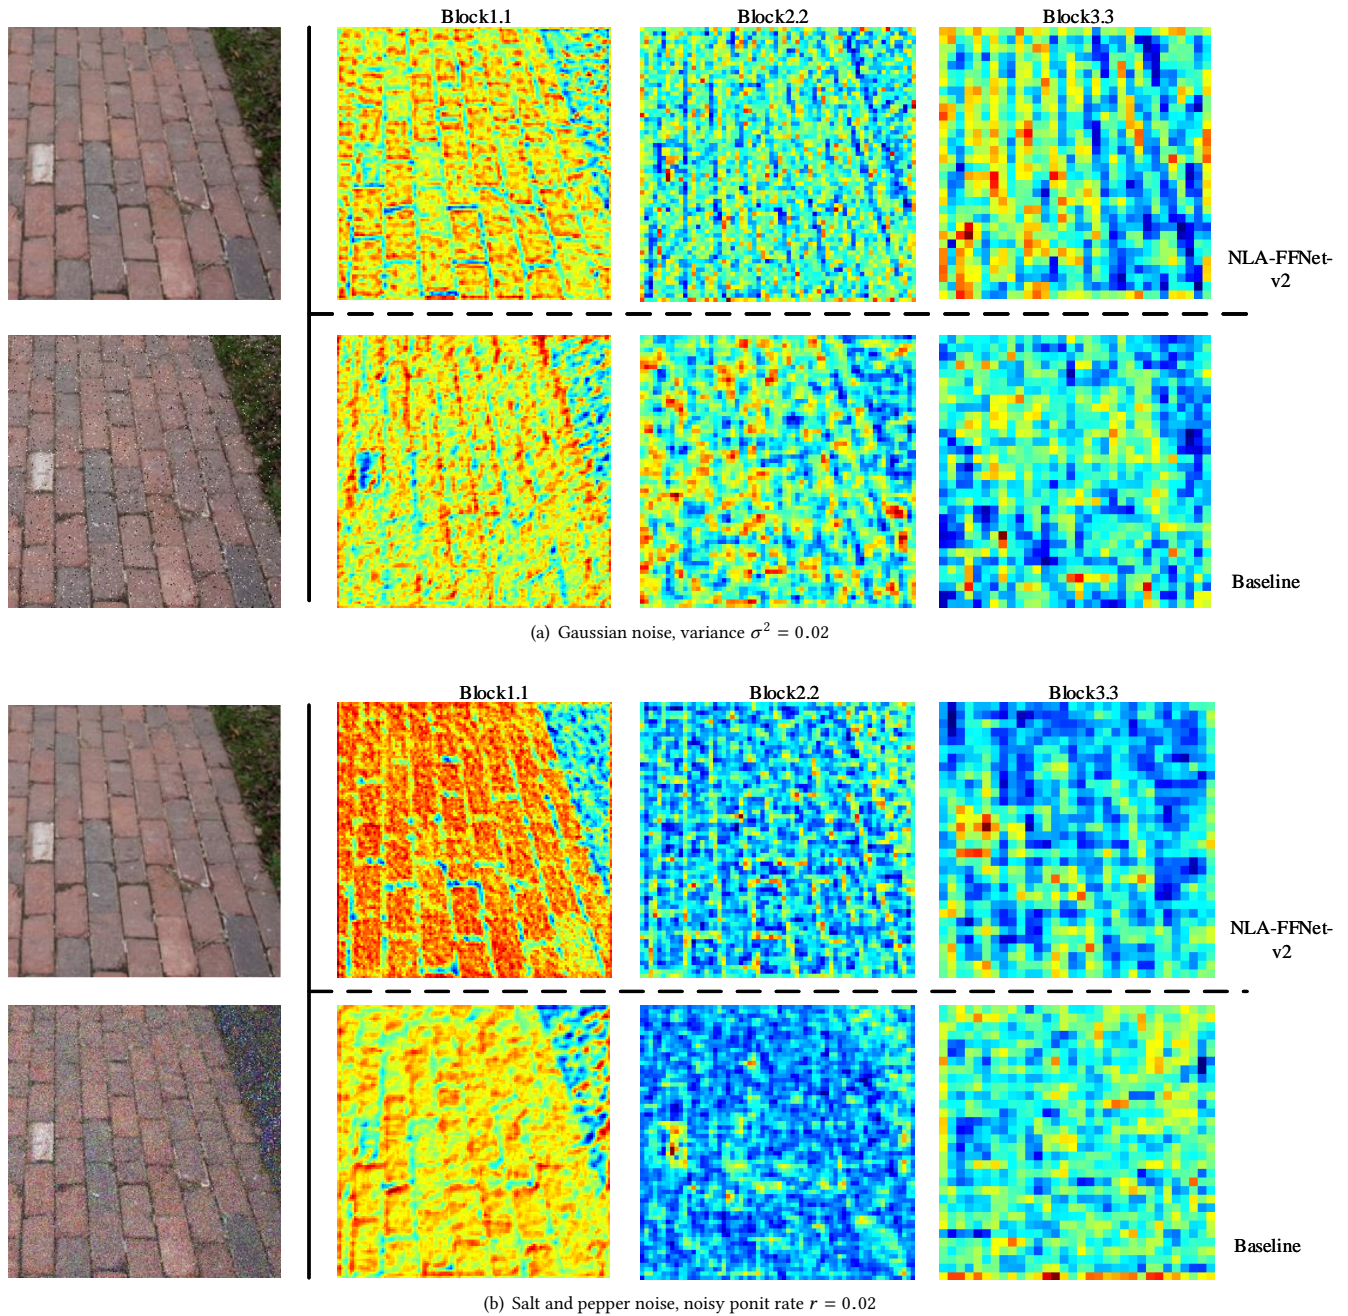 Block1.1 Block2.2 Block3.3
NLA-FFNet-
v2
Baseline
(a) Gaussian noise, variance σ² = 0.02
Block1.1 Block2.2 Block3.3
NLA-FFNet-
v2
Baseline
(b) Salt and pepper noise, noisy ponit rate r = 0.02